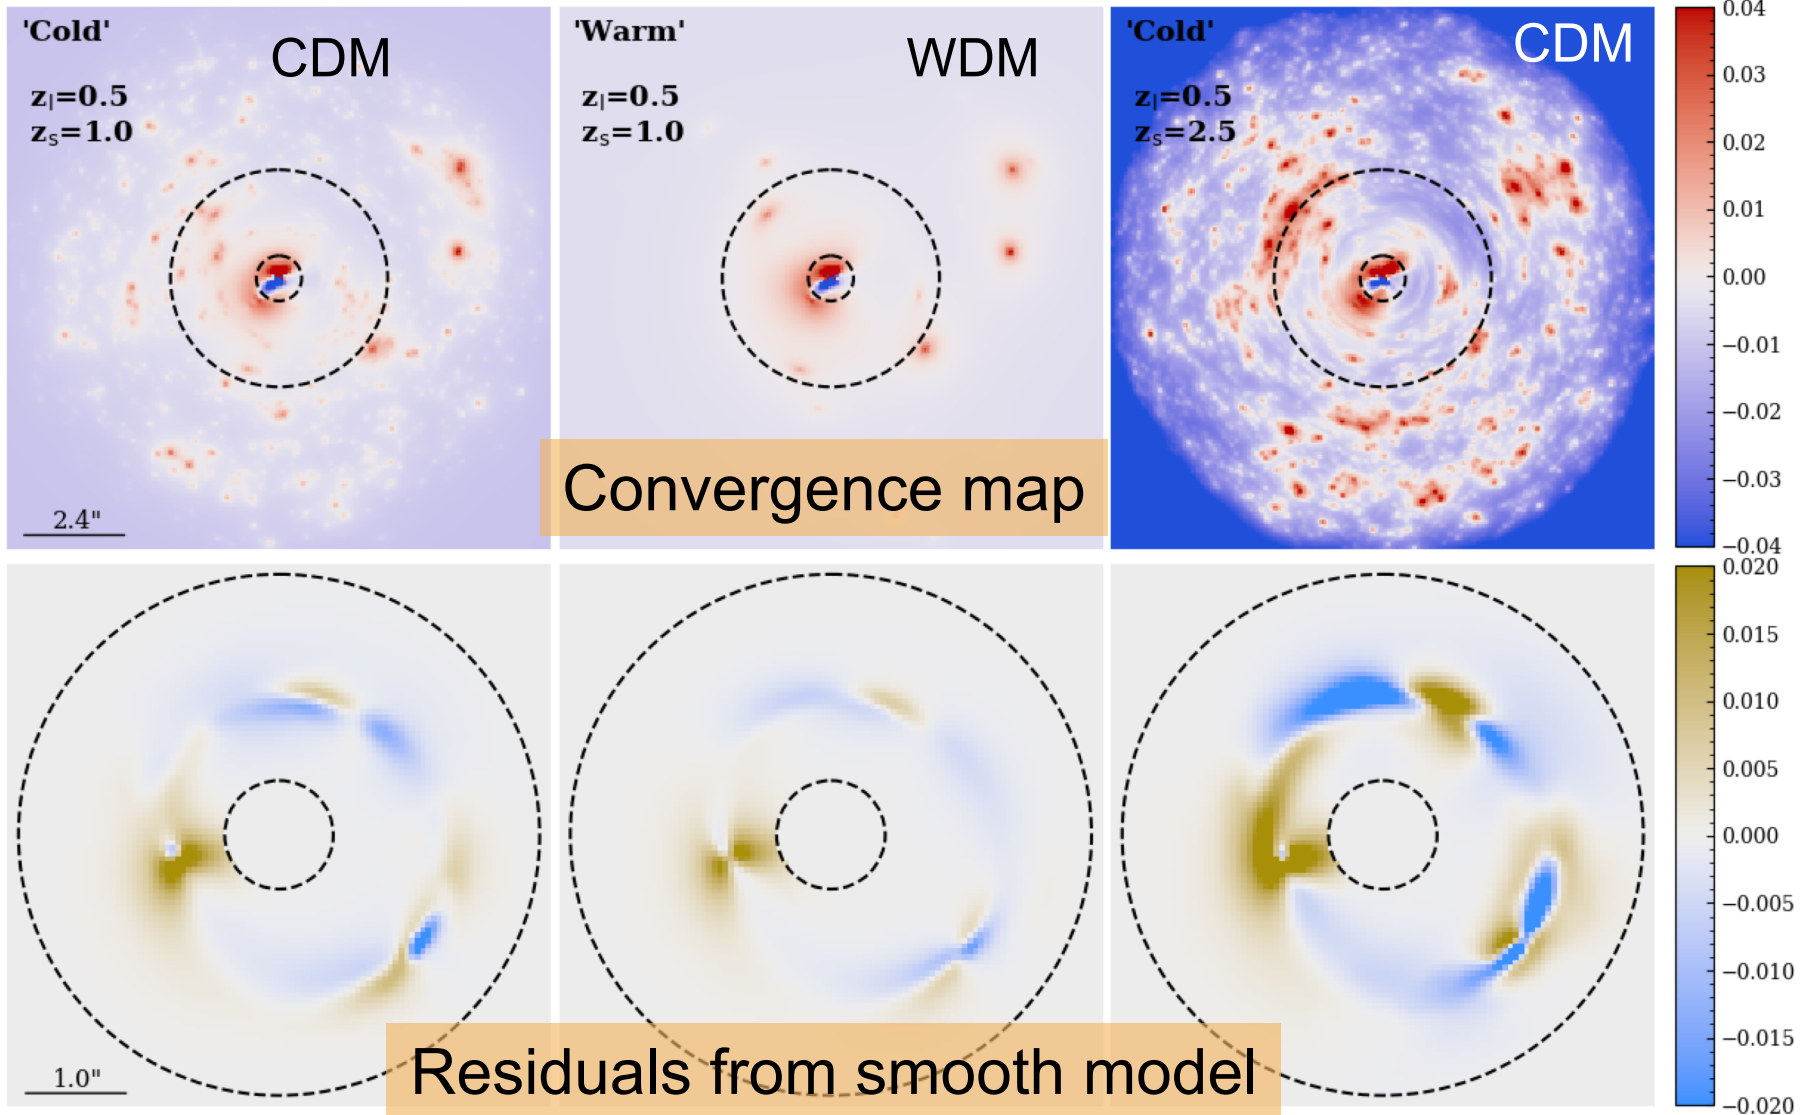 'Cold'
CDM
z_l=0.5
z_s=1.0
2.4"
'Warm'
WDM
z_l=0.5
z_s=1.0
'Cold'
CDM
z_l=0.5
z_s=2.5
0.04
0.03
0.02
0.01
0.00
−0.01
−0.02
−0.03
−0.04
Convergence map
1.0"
0.020
0.015
0.010
0.005
0.000
−0.005
−0.010
−0.015
−0.020
Residuals from smooth model